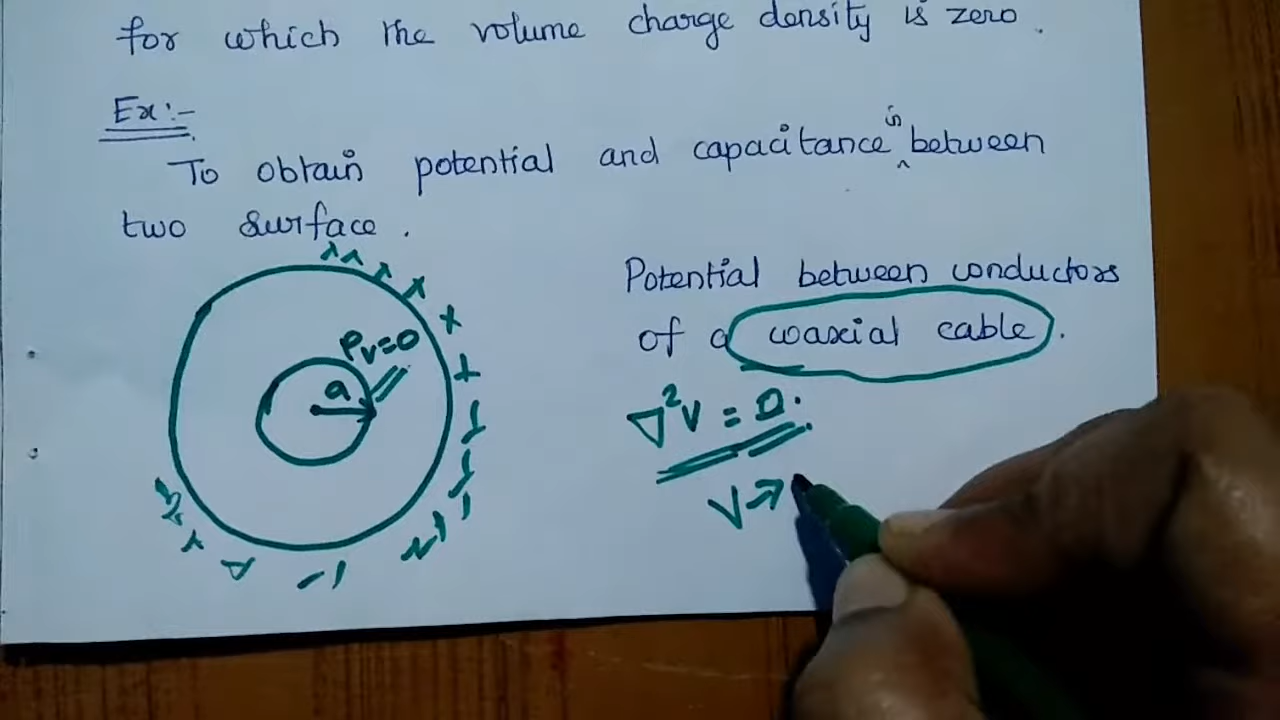 for which the volume charge density is zero.
Ex:-
To obtain potential and capacitance in between
two surface.
Potential between conductors
of a coaxial cable.
ρv=0
a
∇²V = 0.
V→